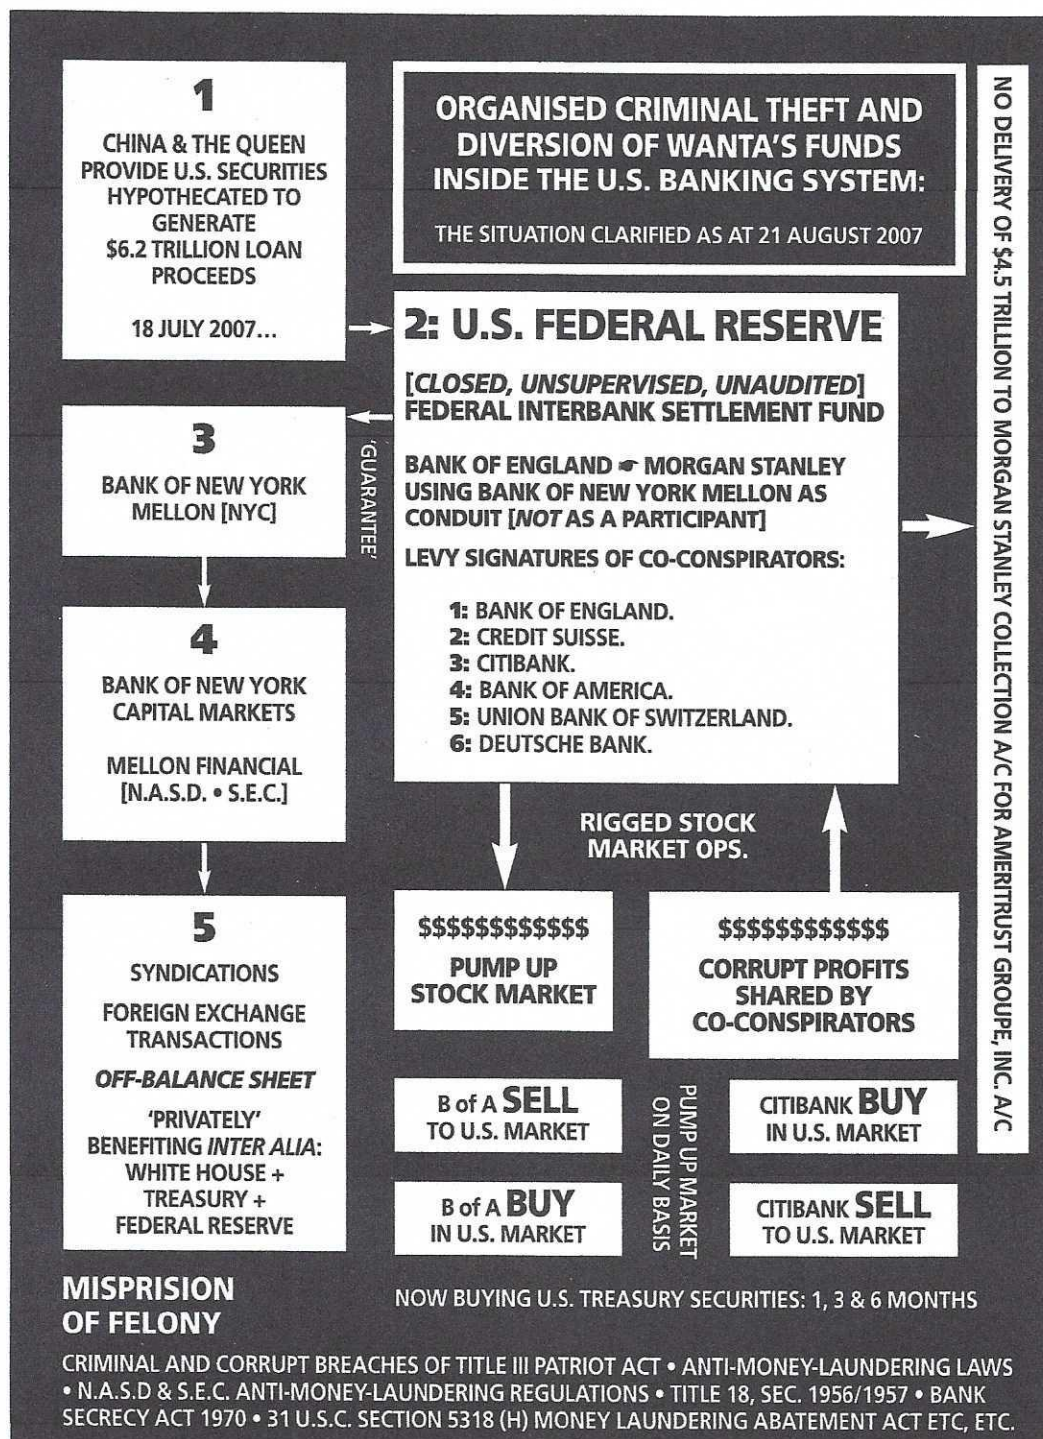 1
CHINA & THE QUEEN
PROVIDE U.S. SECURITIES
HYPOTHECATED TO
GENERATE
$6.2 TRILLION LOAN
PROCEEDS
18 JULY 2007...
ORGANISED CRIMINAL THEFT AND
DIVERSION OF WANTA'S FUNDS
INSIDE THE U.S. BANKING SYSTEM:
THE SITUATION CLARIFIED AS AT 21 AUGUST 2007
2: U.S. FEDERAL RESERVE
[CLOSED, UNSUPERVISED, UNAUDITED]
FEDERAL INTERBANK SETTLEMENT FUND
BANK OF ENGLAND ☛ MORGAN STANLEY
USING BANK OF NEW YORK MELLON AS
CONDUIT [NOT AS A PARTICIPANT]
LEVY SIGNATURES OF CO-CONSPIRATORS:
1: BANK OF ENGLAND.
2: CREDIT SUISSE.
3: CITIBANK.
4: BANK OF AMERICA.
5: UNION BANK OF SWITZERLAND.
6: DEUTSCHE BANK.
'GUARANTEE'
3
BANK OF NEW YORK
MELLON [NYC]
4
BANK OF NEW YORK
CAPITAL MARKETS
MELLON FINANCIAL
[N.A.S.D. • S.E.C.]
5
SYNDICATIONS
FOREIGN EXCHANGE
TRANSACTIONS
OFF-BALANCE SHEET
'PRIVATELY'
BENEFITING INTER ALIA:
WHITE HOUSE +
TREASURY +
FEDERAL RESERVE
RIGGED STOCK
MARKET OPS.
$$$$$$$$$$$$
PUMP UP
STOCK MARKET
$$$$$$$$$$$$
CORRUPT PROFITS
SHARED BY
CO-CONSPIRATORS
B of A SELL
TO U.S. MARKET
B of A BUY
IN U.S. MARKET
PUMP UP MARKET
ON DAILY BASIS
CITIBANK BUY
IN U.S. MARKET
CITIBANK SELL
TO U.S. MARKET
NO DELIVERY OF $4.5 TRILLION TO MORGAN STANLEY COLLECTION A/C FOR AMERITRUST GROUPE, INC. A/C
MISPRISION
OF FELONY
NOW BUYING U.S. TREASURY SECURITIES: 1, 3 & 6 MONTHS
CRIMINAL AND CORRUPT BREACHES OF TITLE III PATRIOT ACT • ANTI-MONEY-LAUNDERING LAWS
• N.A.S.D & S.E.C. ANTI-MONEY-LAUNDERING REGULATIONS • TITLE 18, SEC. 1956/1957 • BANK
SECRECY ACT 1970 • 31 U.S.C. SECTION 5318 (H) MONEY LAUNDERING ABATEMENT ACT ETC, ETC.